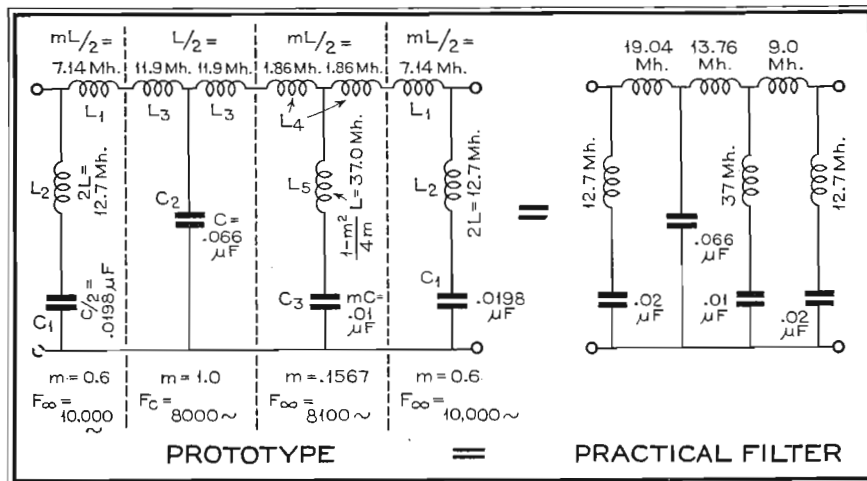 mL/2= L/2= mL/2= mL/2=
7.14 Mh. 11.9 Mh. 11.9 Mh. 1.86 Mh. 1.86 Mh. 7.14 Mh.
L1 L3 L3 L4 L1
L2 2L= 12.7 Mh.
C1 C/2= .0198 μF
C2 C= .066 μF
L5 1-m²/4m L=37.0 Mh.
C3 mC= .01 μF
L2 2L=12.7 Mh.
C1 .0198 μF
m=0.6 m=1.0 m=.1567 m=0.6
F∞= 10.000 ~ FC= 8000~ F∞= 8100~ F∞= 10,000~
PROTOTYPE
=
=
19.04 Mh. 13.76 Mh. 9.0 Mh.
12.7 Mh. 37 Mh. 12.7 Mh.
.066 μF
.02 μF .01 μF .02 μF
PRACTICAL FILTER